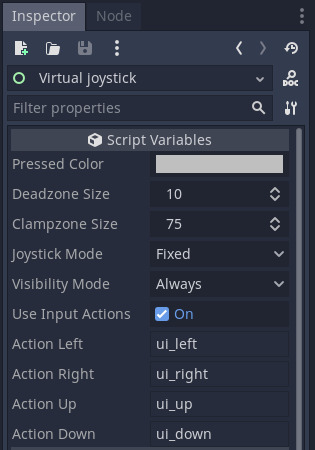 Inspector Node
Virtual joystick
DOC
Filter properties
Script Variables
Pressed Color
Deadzone Size 10
Clampzone Size 75
Joystick Mode Fixed
Visibility Mode Always
Use Input Actions On
Action Left ui_left
Action Right ui_right
Action Up ui_up
Action Down ui_down